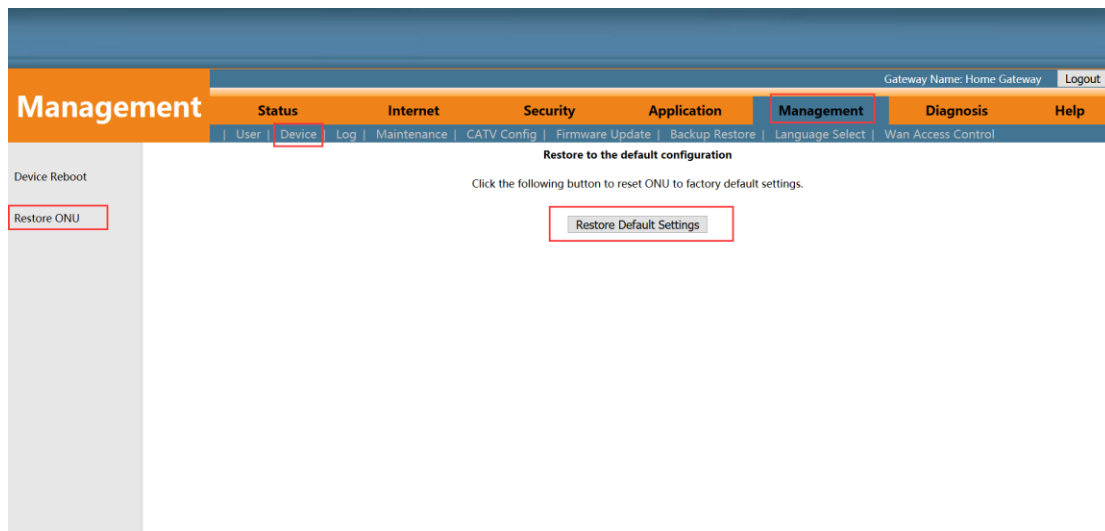 Gateway Name: Home Gateway Logout
Management
Status Internet Security Application Management Diagnosis Help
| User | Device | Log | Maintenance | CATV Config | Firmware Update | Backup Restore | Language Select | Wan Access Control
Restore to the default configuration
Device Reboot
Click the following button to reset ONU to factory default settings.
Restore ONU
Restore Default Settings